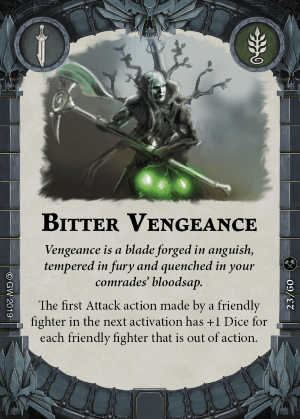 BITTER VENGEANCE
Vengeance is a blade forged in anguish,
tempered in fury and quenched in your
comrades' bloodsap.
The first Attack action made by a friendly
fighter in the next activation has +1 Dice for
each friendly fighter that is out of action.
©GW 2019
23/60